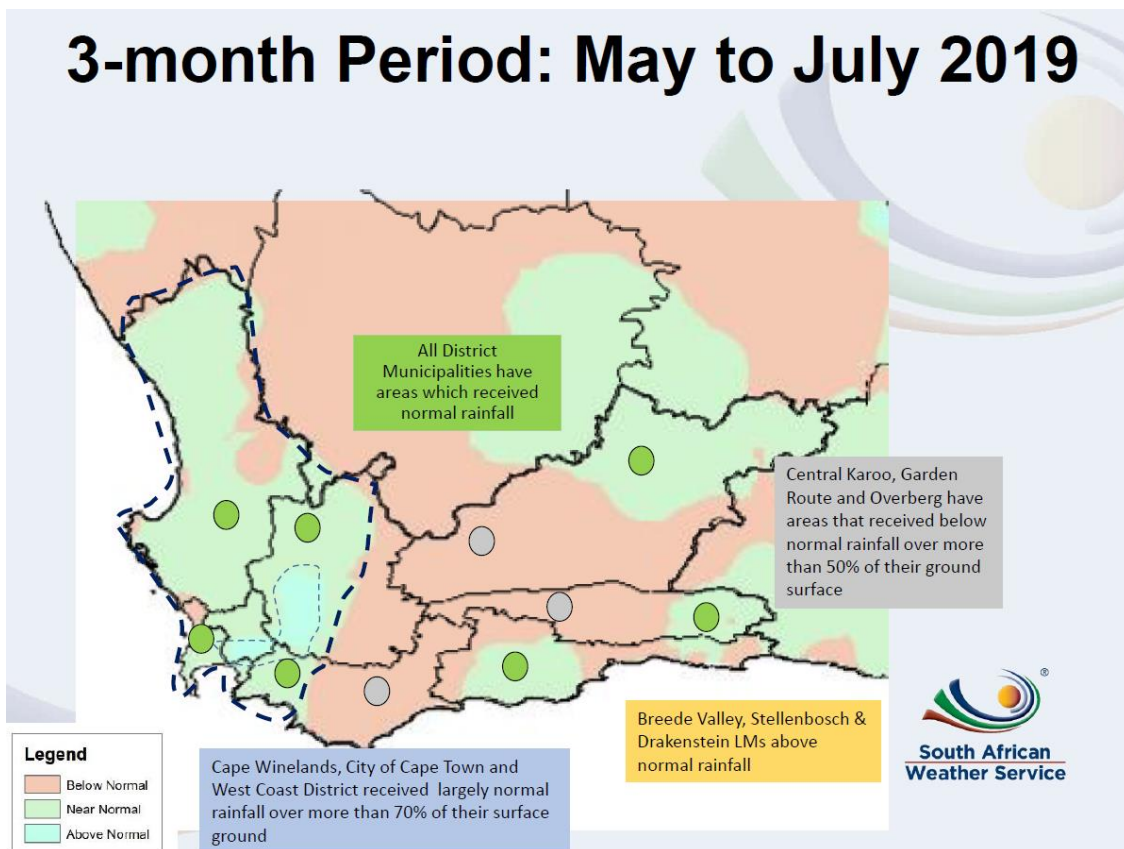 3-month Period: May to July 2019
All District
Municipalities have
areas which received
normal rainfall
Central Karoo, Garden
Route and Overberg have
areas that received below
normal rainfall over more
than 50% of their ground
surface
Breede Valley, Stellenbosch &
Drakenstein LMs above
normal rainfall
®
South African
Weather Service
Legend
Below Normal
Near Normal
Above Normal
Cape Winelands, City of Cape Town and
West Coast District received largely normal
rainfall over more than 70% of their surface
ground